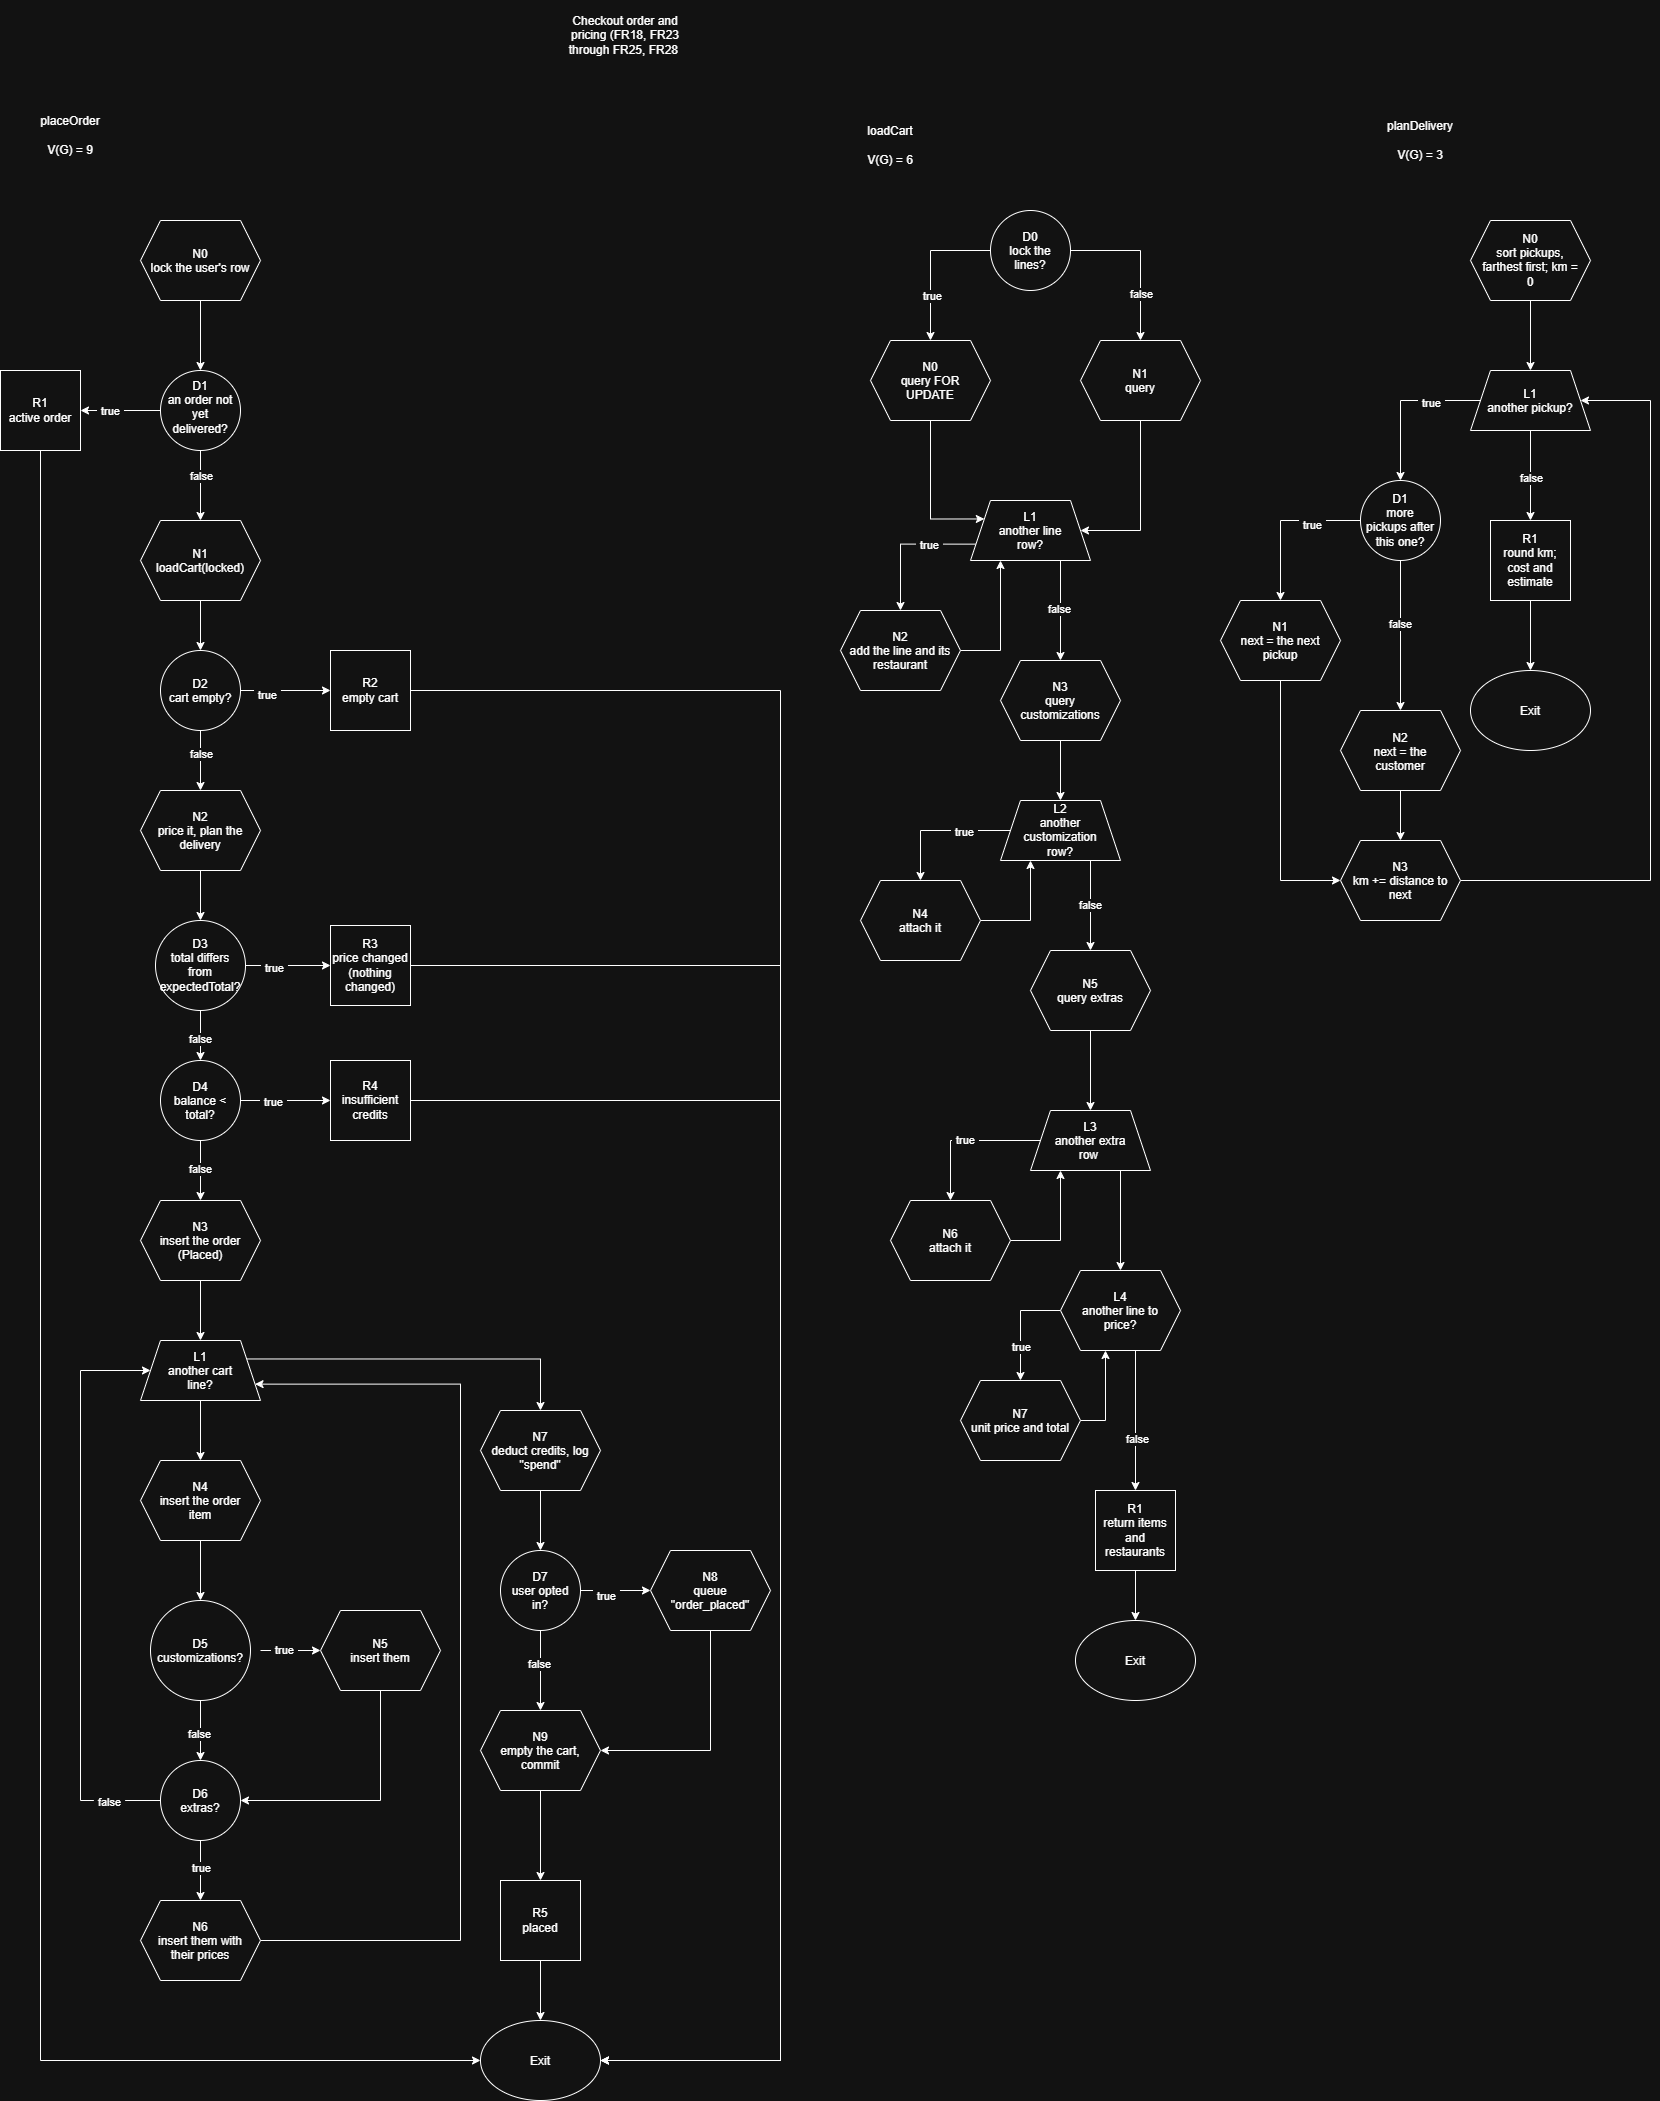 Checkout order and
pricing (FR18, FR23
through FR25, FR28
placeOrder
V(G) = 9
N0
lock the user's row
D1
an order not
yet
delivered?
true
R1
active order
false
N1
loadCart(locked)
D2
cart empty?
true
R2
empty cart
false
N2
price it, plan the
delivery
D3
total differs
from
expectedTotal?
true
R3
price changed
(nothing
changed)
false
D4
balance <
total?
true
R4
insufficient
credits
false
N3
insert the order
(Placed)
L1
another cart
line?
N4
insert the order
item
D5
customizations?
true
N5
insert them
false
D6
extras?
false
true
N6
insert them with
their prices
N7
deduct credits, log
"spend"
D7
user opted
in?
true
N8
queue
"order_placed"
false
N9
empty the cart,
commit
R5
placed
Exit
loadCart
V(G) = 6
D0
lock the
lines?
true
false
N0
query FOR
UPDATE
N1
query
L1
another line
row?
true
N2
add the line and its
restaurant
false
N3
query
customizations
L2
another
customization
row?
true
N4
attach it
false
N5
query extras
L3
another extra
row
true
N6
attach it
L4
another line to
price?
true
N7
unit price and total
false
R1
return items
and
restaurants
Exit
planDelivery
V(G) = 3
N0
sort pickups,
farthest first; km =
0
L1
another pickup?
true
false
D1
more
pickups after
this one?
true
R1
round km;
cost and
estimate
N1
next = the next
pickup
false
Exit
N2
next = the
customer
N3
km += distance to
next